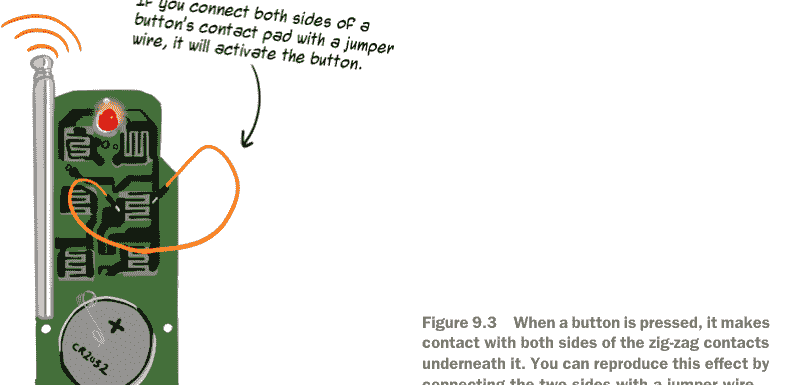 If you connect both sides of a
button's contact pad with a jumper
wire, it will activate the button.
+
CR2032
Figure 9.3 When a button is pressed, it makes
contact with both sides of the zig-zag contacts
underneath it. You can reproduce this effect by
connecting the two sides with a jumper wire